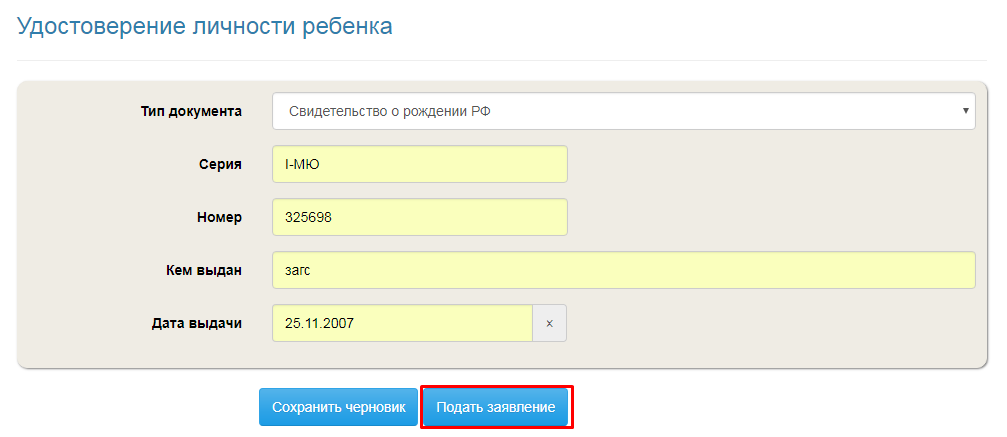 Удостоверение личности ребенка
Тип документа Свидетельство о рождении РФ
Серия I-МЮ
Номер 325698
Кем выдан загс
Дата выдачи 25.11.2007 ×
Сохранить черновик Подать заявление